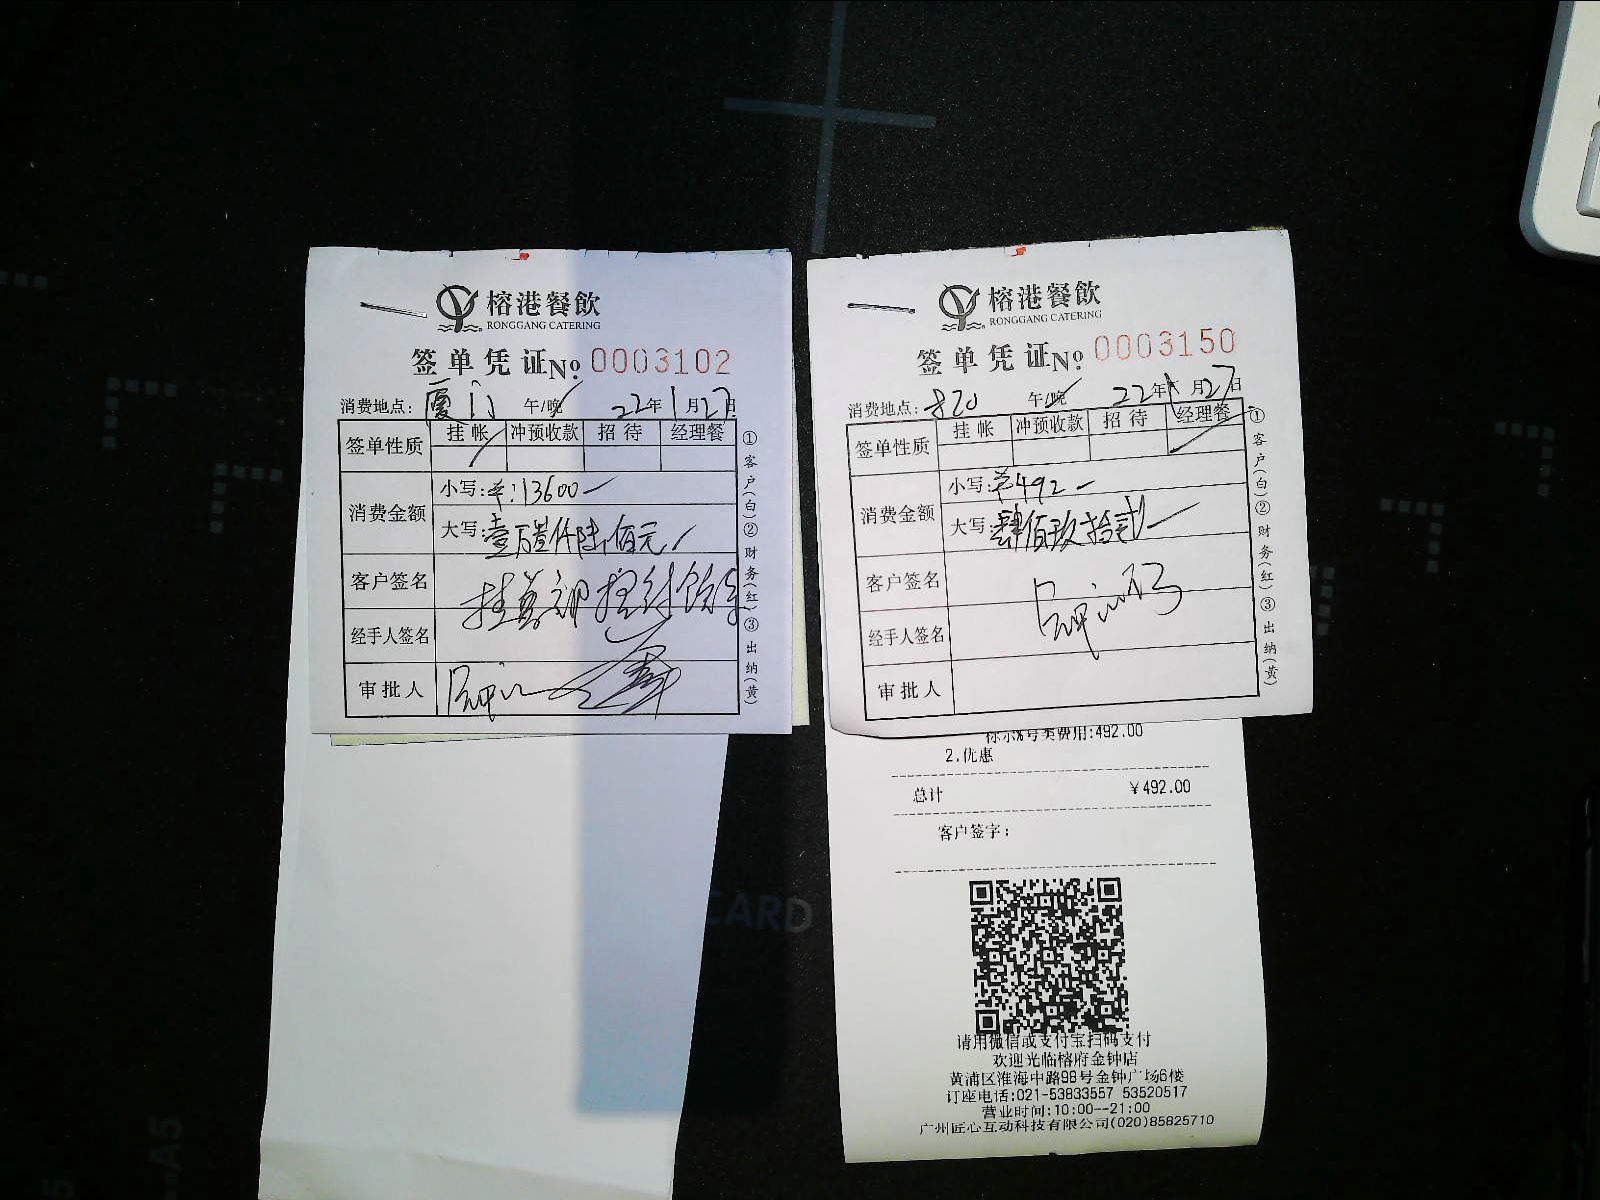 榕港餐飲
RONGGANG CATERING
签单凭证 No. 0003102
消费地点: 厦门 午/晚 22年1月27日
签单性质 挂帐 冲预收款 招待 经理餐
消费金额
小写: ¥:13600
大写: 壹万叁仟陆佰元
客户签名
经手人签名
审批人
①客户(白)②财务(红)③出纳(黄)
榕港餐飲
RONGGANG CATERING
签单凭证 No. 0003150
消费地点: 820 午/晚 22年1月27日
签单性质 挂帐 冲预收款 招待 经理餐
消费金额
小写: ¥492
大写: 肆佰玖拾贰
客户签名
经手人签名
审批人
①客户(白)②财务(红)③出纳(黄)
费用:492.00
2.优惠
总计 ¥492.00
客户签字:
请用微信或支付宝扫码支付
欢迎光临榕府金钟店
黄浦区淮海中路98号金钟广场6楼
订座电话:021-53833557 53520517
营业时间:10:00--21:00
广州匠心互动科技有限公司(020)85825710
CARD
A5